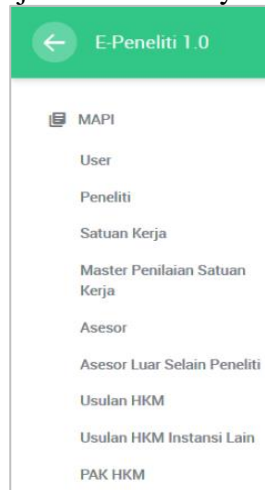 E-Peneliti 1.0
MAPI
User
Peneliti
Satuan Kerja
Master Penilaian Satuan
Kerja
Asesor
Asesor Luar Selain Peneliti
Usulan HKM
Usulan HKM Instansi Lain
PAK HKM